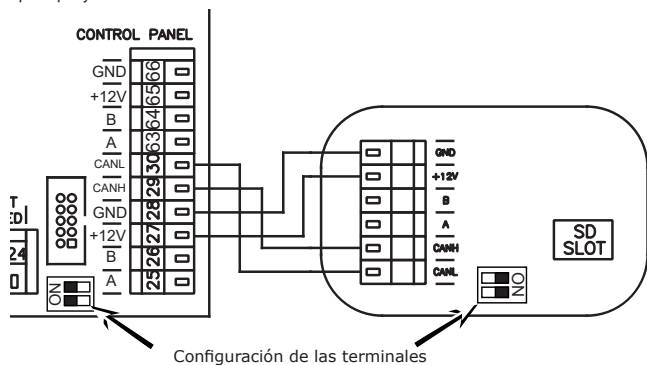 CONTROL PANEL
GND 66
+12V 65
B 64
A 63
CANL 30
CANH 29
GND 28
+12V 27
B 26
A 25
24
ON
GND
+12V
B
A
CANH
CANL
SD
SLOT
ON
Configuración de las terminales